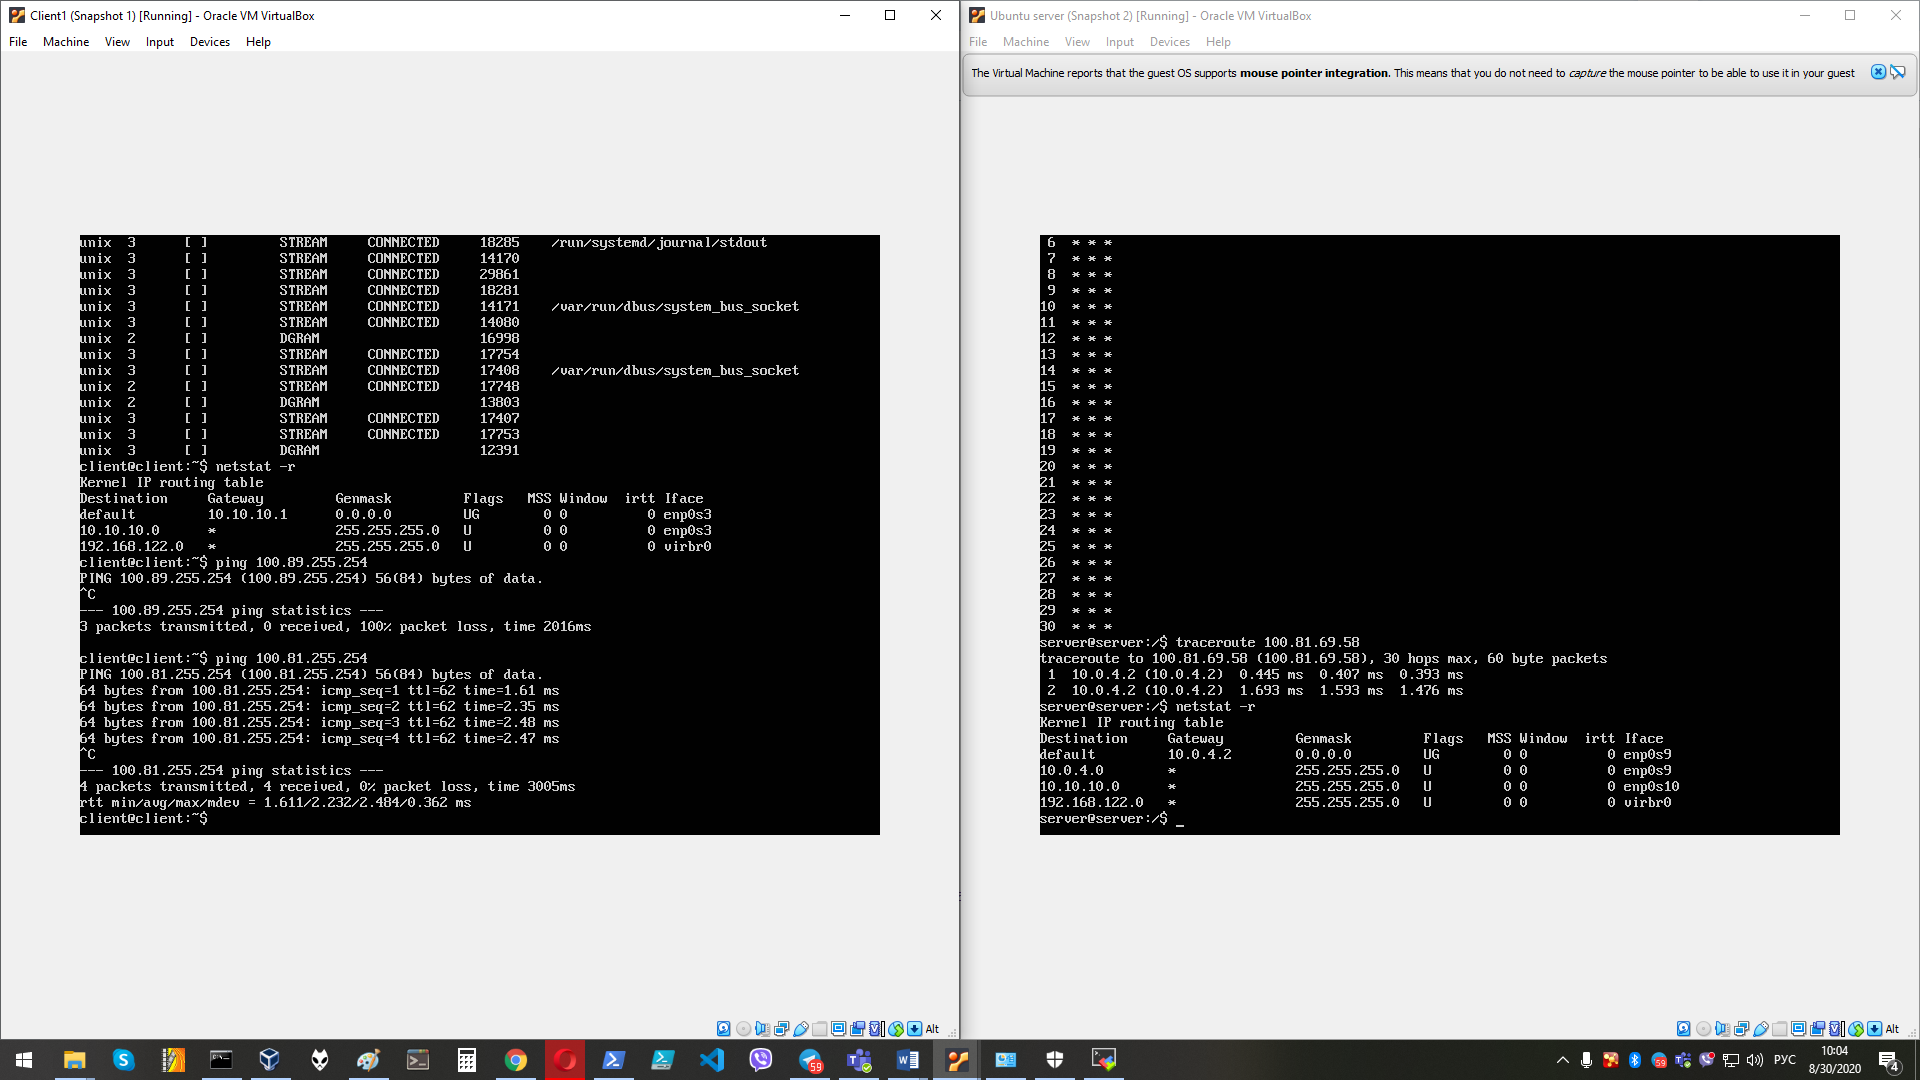 Client1 (Snapshot 1) [Running] - Oracle VM VirtualBox
File Machine View Input Devices Help
unix 3 [ ] STREAM CONNECTED 18285 /run/systemd/journal/stdout
unix 3 [ ] STREAM CONNECTED 14170
unix 3 [ ] STREAM CONNECTED 29861
unix 3 [ ] STREAM CONNECTED 18281
unix 3 [ ] STREAM CONNECTED 14171 /var/run/dbus/system_bus_socket
unix 3 [ ] STREAM CONNECTED 14080
unix 2 [ ] DGRAM 16998
unix 3 [ ] STREAM CONNECTED 17754
unix 3 [ ] STREAM CONNECTED 17408 /var/run/dbus/system_bus_socket
unix 2 [ ] STREAM CONNECTED 17748
unix 2 [ ] DGRAM 13803
unix 3 [ ] STREAM CONNECTED 17407
unix 3 [ ] STREAM CONNECTED 17753
unix 3 [ ] DGRAM 12391
client@client:~$ netstat -r
Kernel IP routing table
Destination Gateway Genmask Flags MSS Window irtt Iface
default 10.10.10.1 0.0.0.0 UG 0 0 0 enp0s3
10.10.10.0 * 255.255.255.0 U 0 0 0 enp0s3
192.168.122.0 * 255.255.255.0 U 0 0 0 virbr0
client@client:~$ ping 100.89.255.254
PING 100.89.255.254 (100.89.255.254) 56(84) bytes of data.
^C
--- 100.89.255.254 ping statistics ---
3 packets transmitted, 0 received, 100% packet loss, time 2016ms
client@client:~$ ping 100.81.255.254
PING 100.81.255.254 (100.81.255.254) 56(84) bytes of data.
64 bytes from 100.81.255.254: icmp_seq=1 ttl=62 time=1.61 ms
64 bytes from 100.81.255.254: icmp_seq=2 ttl=62 time=2.35 ms
64 bytes from 100.81.255.254: icmp_seq=3 ttl=62 time=2.48 ms
64 bytes from 100.81.255.254: icmp_seq=4 ttl=62 time=2.47 ms
^C
--- 100.81.255.254 ping statistics ---
4 packets transmitted, 4 received, 0% packet loss, time 3005ms
rtt min/avg/max/mdev = 1.611/2.232/2.484/0.362 ms
client@client:~$
Alt
Ubuntu server (Snapshot 2) [Running] - Oracle VM VirtualBox
File Machine View Input Devices Help
The Virtual Machine reports that the guest OS supports mouse pointer integration. This means that you do not need to capture the mouse pointer to be able to use it in your guest
6 * * *
7 * * *
8 * * *
9 * * *
10 * * *
11 * * *
12 * * *
13 * * *
14 * * *
15 * * *
16 * * *
17 * * *
18 * * *
19 * * *
20 * * *
21 * * *
22 * * *
23 * * *
24 * * *
25 * * *
26 * * *
27 * * *
28 * * *
29 * * *
30 * * *
server@server:/$ traceroute 100.81.69.58
traceroute to 100.81.69.58 (100.81.69.58), 30 hops max, 60 byte packets
1 10.0.4.2 (10.0.4.2) 0.445 ms 0.407 ms 0.393 ms
2 10.0.4.2 (10.0.4.2) 1.693 ms 1.593 ms 1.476 ms
server@server:/$ netstat -r
Kernel IP routing table
Destination Gateway Genmask Flags MSS Window irtt Iface
default 10.0.4.2 0.0.0.0 UG 0 0 0 enp0s9
10.0.4.0 * 255.255.255.0 U 0 0 0 enp0s9
10.10.10.0 * 255.255.255.0 U 0 0 0 enp0s10
192.168.122.0 * 255.255.255.0 U 0 0 0 virbr0
server@server:/$ _
Alt
59
59
РУС
10:04
8/30/2020
4